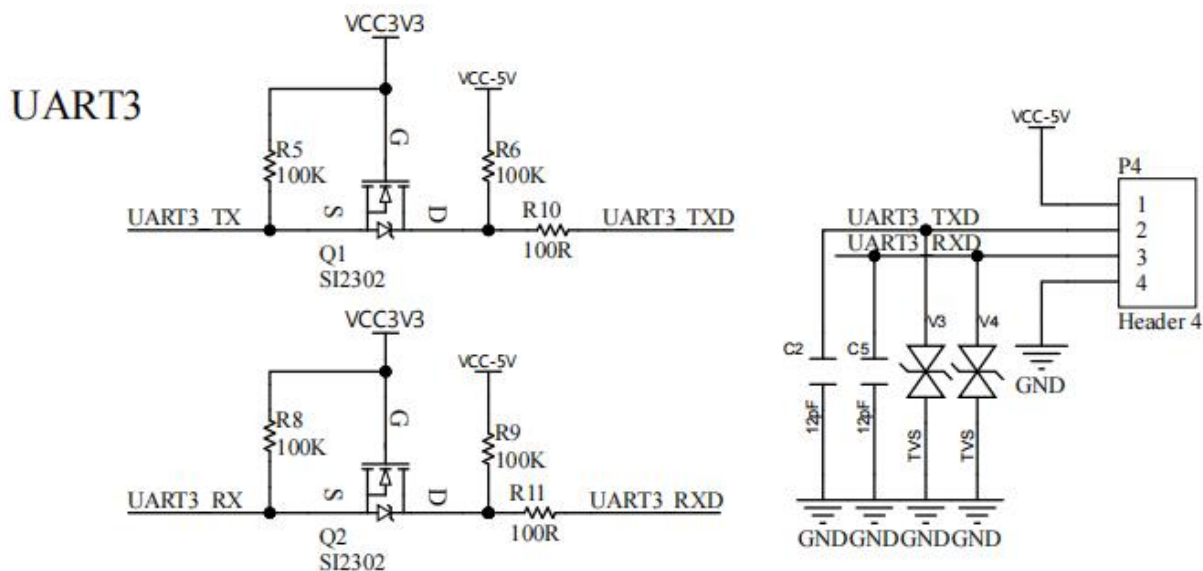 UART3
VCC3V3
VCC-5V
R5
100K
G
R6
100K
UART3_TX
S
D
R10
100R
UART3_TXD
Q1
SI2302
VCC3V3
VCC-5V
R8
100K
G
R9
100K
UART3_RX
S
D
R11
100R
UART3_RXD
Q2
SI2302
VCC-5V
P4
1
UART3_TXD
2
UART3_RXD
3
4
Header 4
GND
C2
12pF
C5
12pF
V3
TVS
V4
TVS
GND GND GND GND